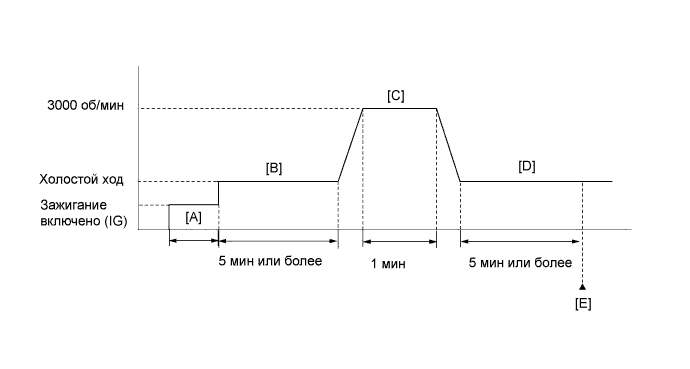 [C]
3000 об/мин
[B]
[D]
Холостой ход
Зажигание
включено (IG)
[A]
5 мин или более
1 мин
5 мин или более
[E]